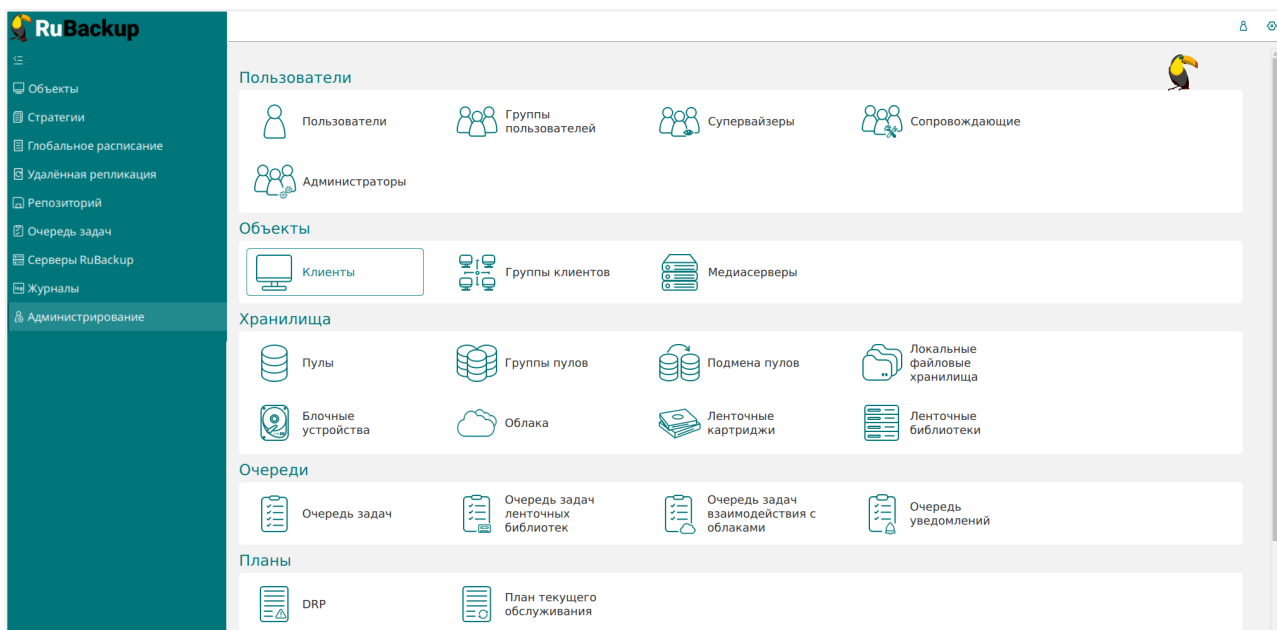 RuBackup
Объекты
Стратегии
Глобальное расписание
Удалённая репликация
Репозиторий
Очередь задач
Серверы RuBackup
Журналы
Администрирование
Пользователи
Пользователи
Группы
пользователей
Супервайзеры
Сопровождающие
Администраторы
Объекты
Клиенты
Группы клиентов
Медиасерверы
Хранилища
Пулы
Группы пулов
Подмена пулов
Локальные
файловые
хранилища
Блочные
устройства
Облака
Ленточные
картриджи
Ленточные
библиотеки
Очереди
Очередь задач
Очередь задач
ленточных
библиотек
Очередь задач
взаимодействия с
облаками
Очередь
уведомлений
Планы
DRP
План текущего
обслуживания